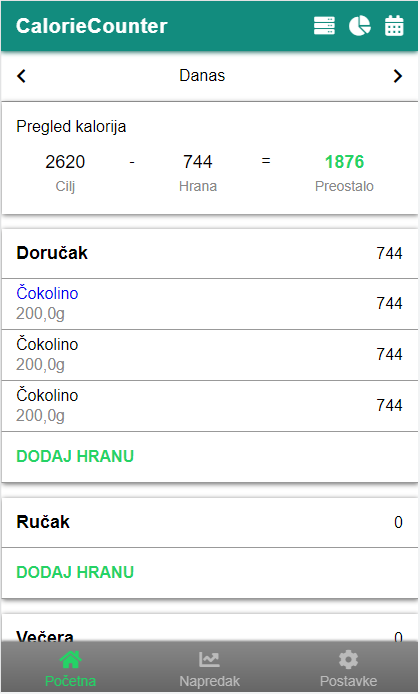 CalorieCounter
Danas
Pregled kalorija
2620 - 744 = 1876
Cilj Hrana Preostalo
Doručak 744
Čokolino
200,0g 744
Čokolino
200,0g 744
Čokolino
200,0g 744
DODAJ HRANU
Ručak 0
DODAJ HRANU
Večera 0
Početna Napredak Postavke